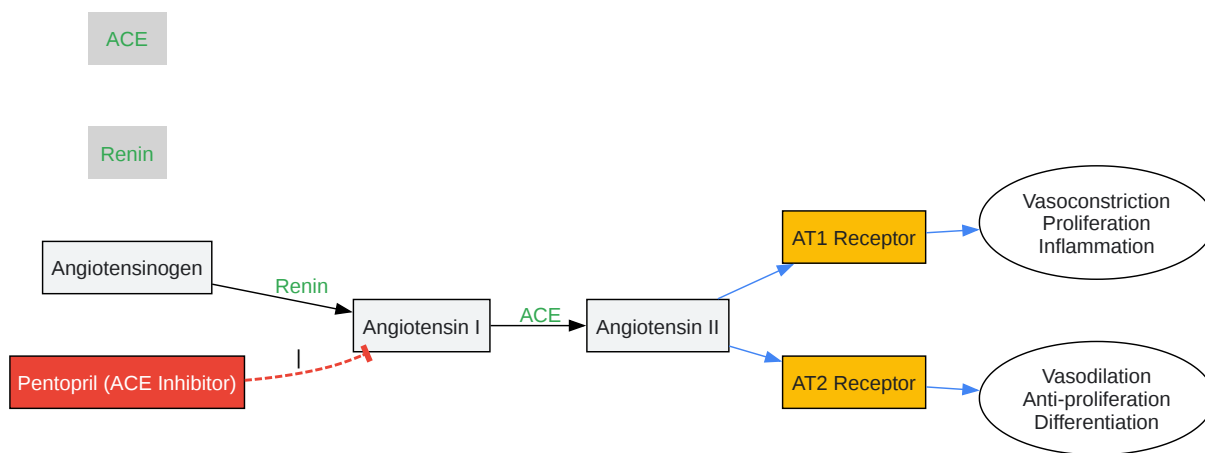 ACE
Renin
Angiotensinogen
Renin
Angiotensin I
ACE
Angiotensin II
AT1 Receptor
AT2 Receptor
Vasoconstriction
Proliferation
Inflammation
Vasodilation
Anti-proliferation
Differentiation
Pentopril (ACE Inhibitor)
I